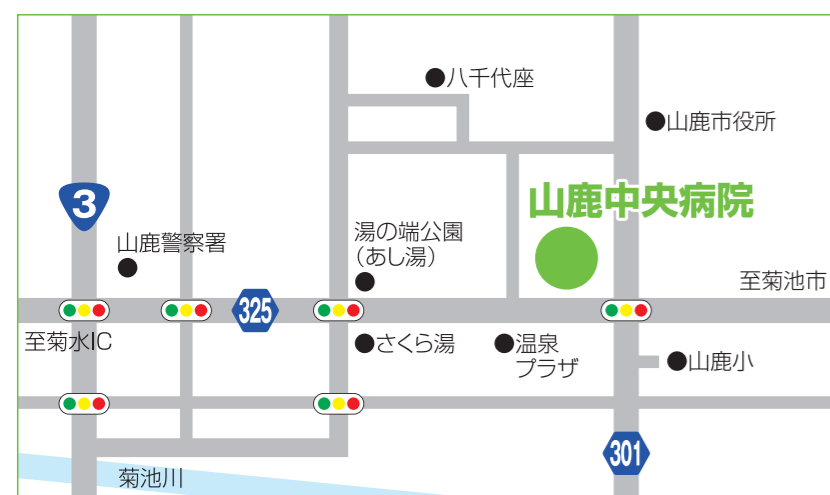 ●八千代座
●山鹿市役所
山鹿中央病院
3
山鹿警察署
●
湯の端公園
(あし湯)
●
至菊池市
325
至菊水IC
●さくら湯
●温泉
プラザ
●山鹿小
301
菊池川